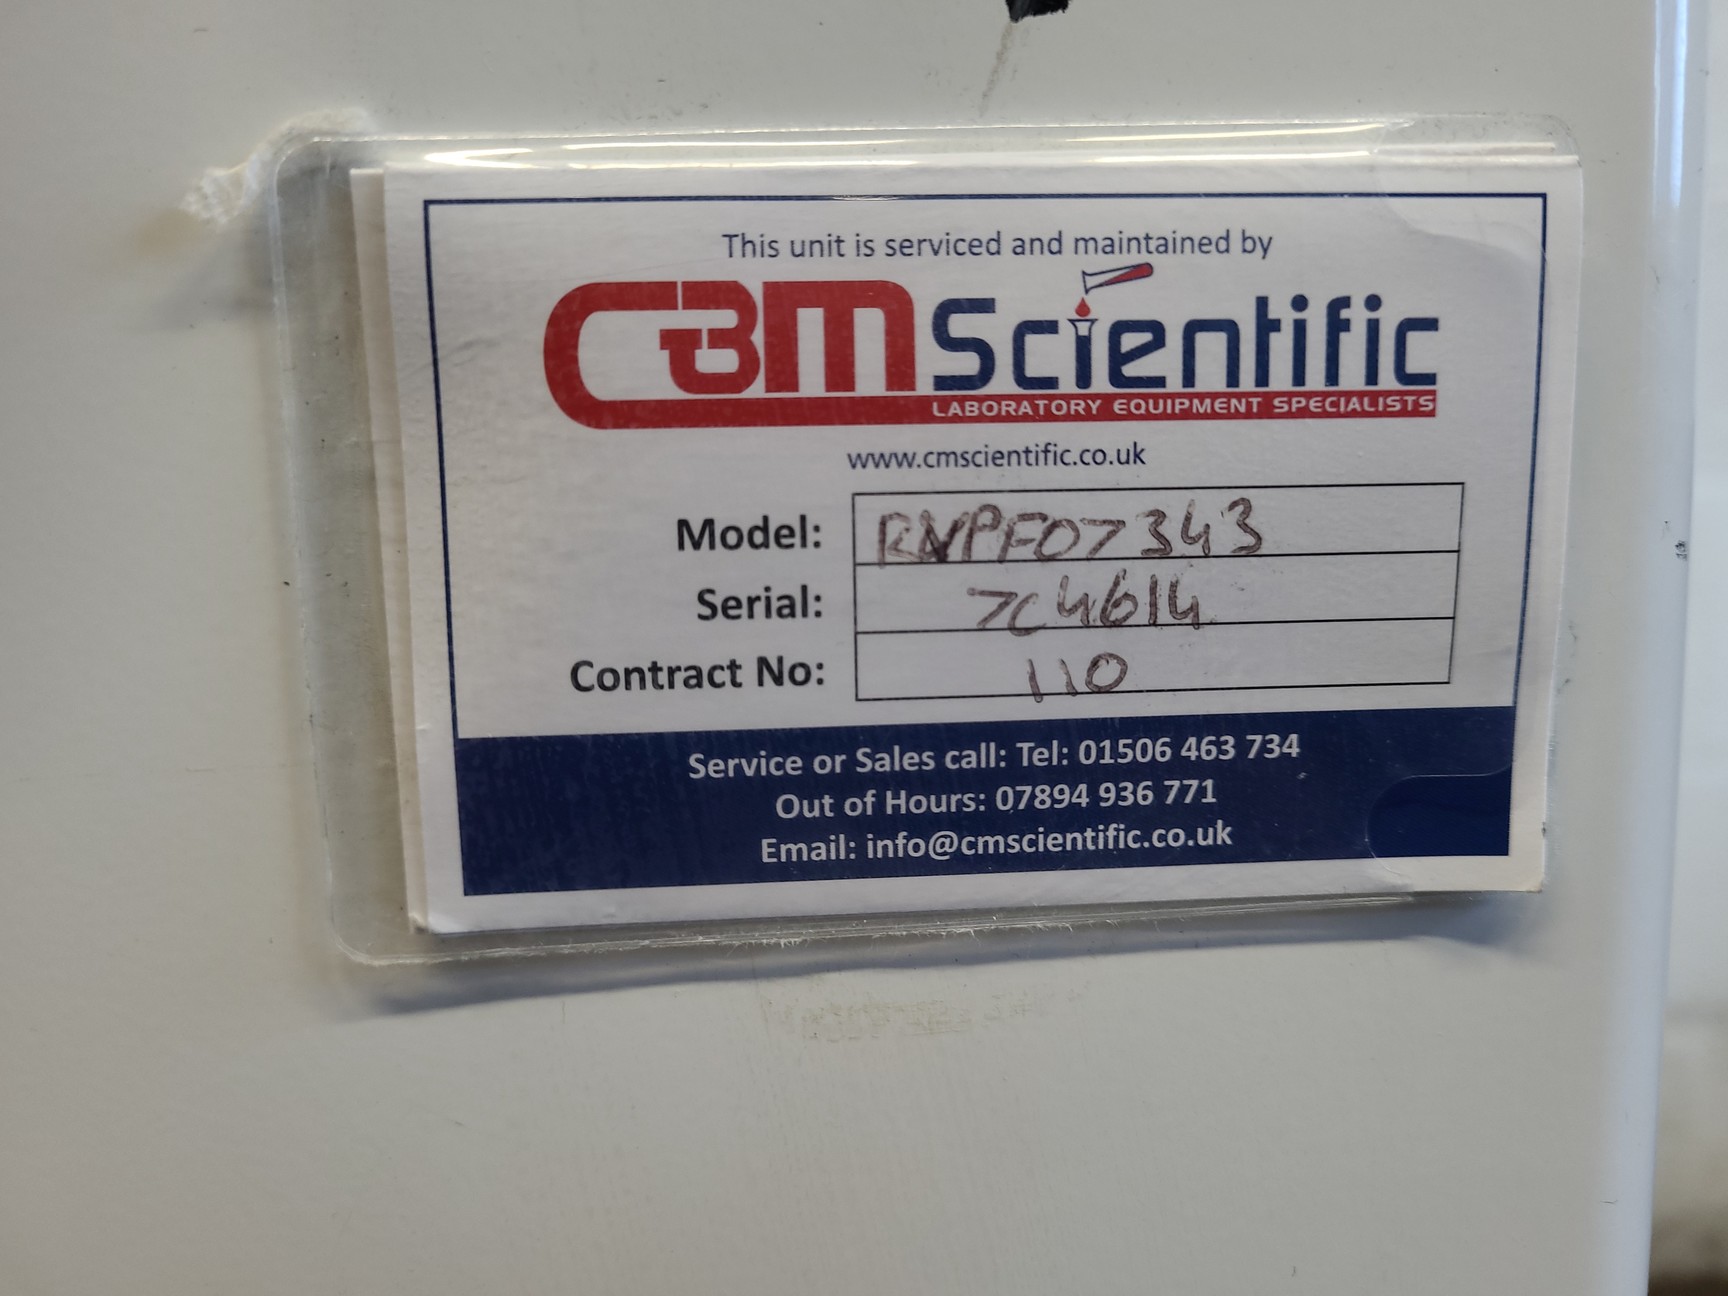 This unit is serviced and maintained by
C&M Scientific
LABORATORY EQUIPMENT SPECIALISTS
www.cmscientific.co.uk
Model: RNPF07343
Serial: 7C4614
Contract No: 110
Service or Sales call: Tel: 01506 463 734
Out of Hours: 07894 936 771
Email: info@cmscientific.co.uk